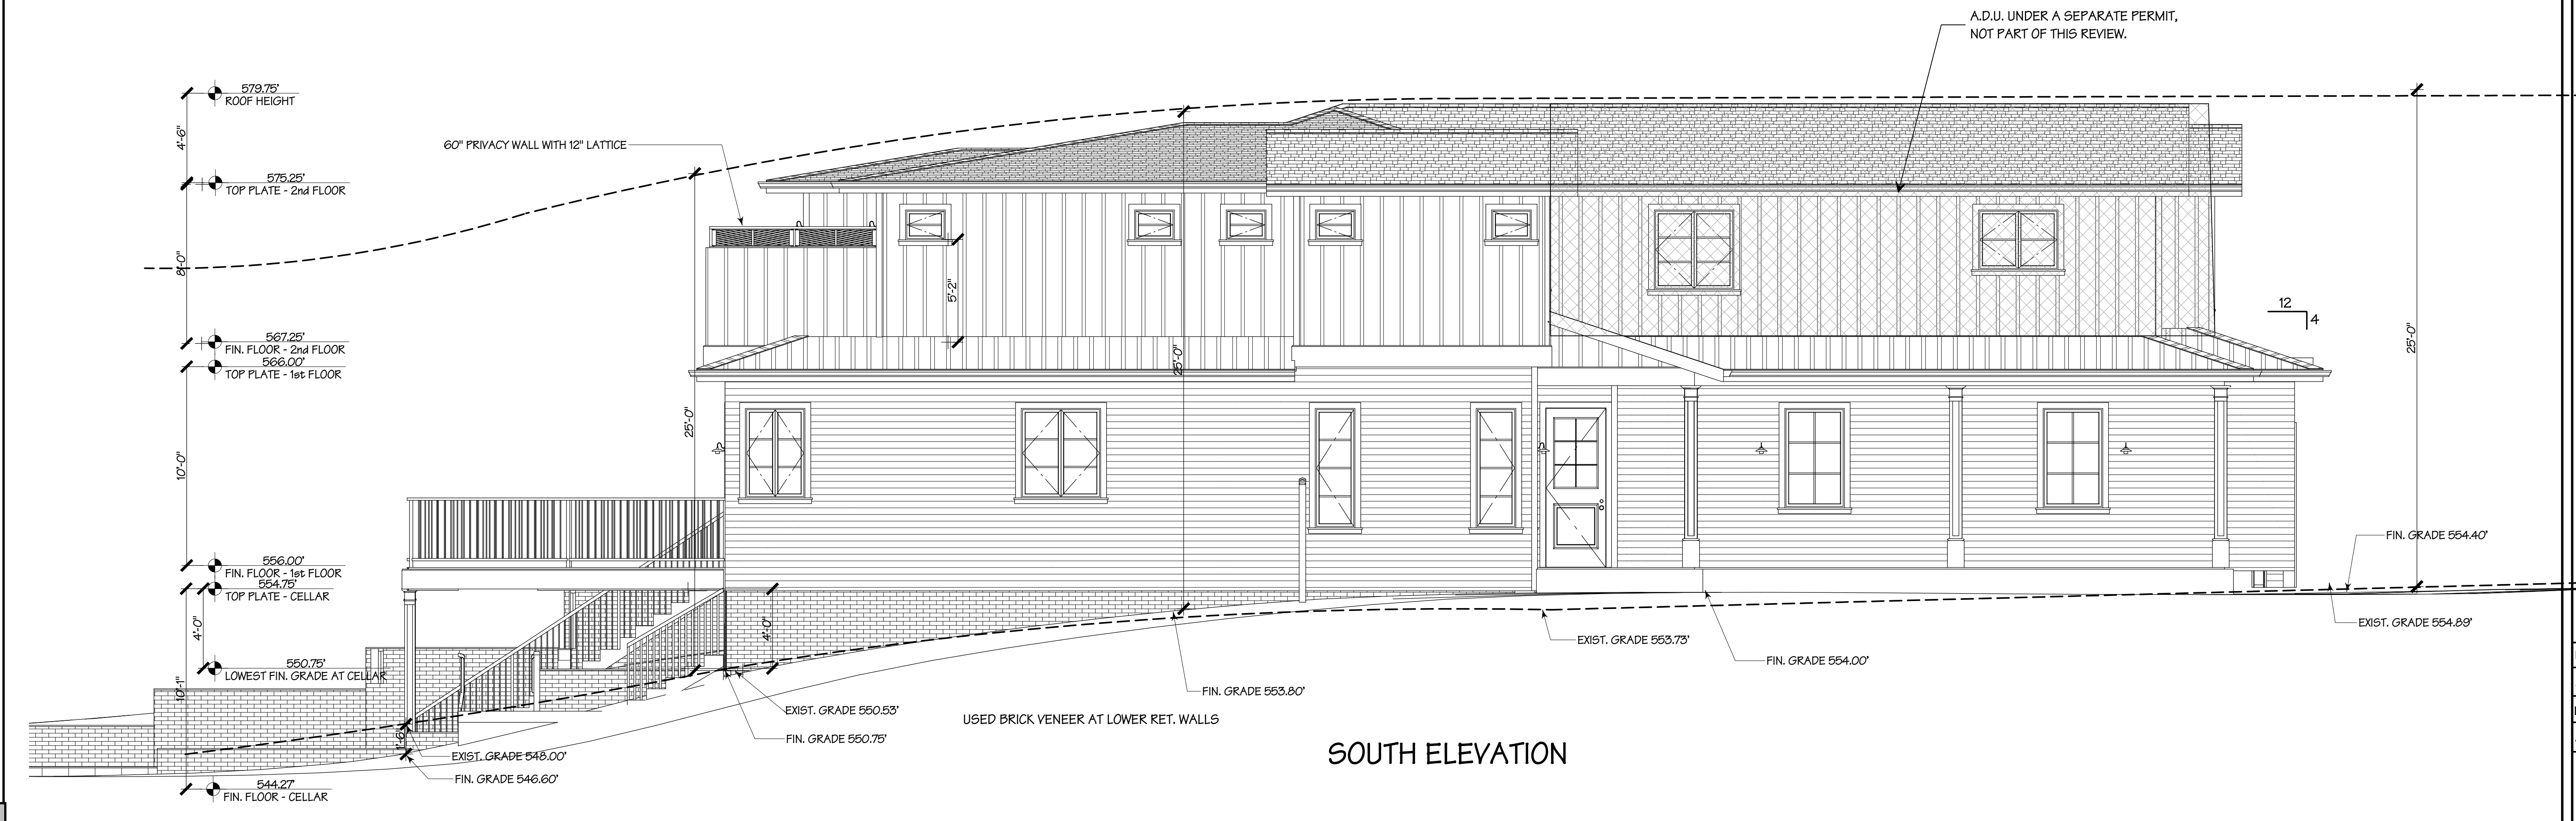 A.D.U. UNDER A SEPARATE PERMIT,
NOT PART OF THIS REVIEW.
579.75'
ROOF HEIGHT
4'-6"
60" PRIVACY WALL WITH 12" LATTICE
575.25'
TOP PLATE - 2nd FLOOR
8'-0"
5'-2"
12
4
567.25'
FIN. FLOOR - 2nd FLOOR
566.00'
TOP PLATE - 1st FLOOR
25'-0"
25'-0"
25'-0"
10'-0"
556.00'
FIN. FLOOR - 1st FLOOR
554.75'
TOP PLATE - CELLAR
FIN. GRADE 554.40'
4'-0"
4'-0"
EXIST. GRADE 554.89'
EXIST. GRADE 553.73'
550.75'
LOWEST FIN. GRADE AT CELLAR
FIN. GRADE 554.00'
10'-1"
FIN. GRADE 553.80'
EXIST. GRADE 550.53'
USED BRICK VENEER AT LOWER RET. WALLS
FIN. GRADE 550.75'
1'-6"
EXIST. GRADE 548.00'
SOUTH ELEVATION
FIN. GRADE 546.60'
544.27'
FIN. FLOOR - CELLAR